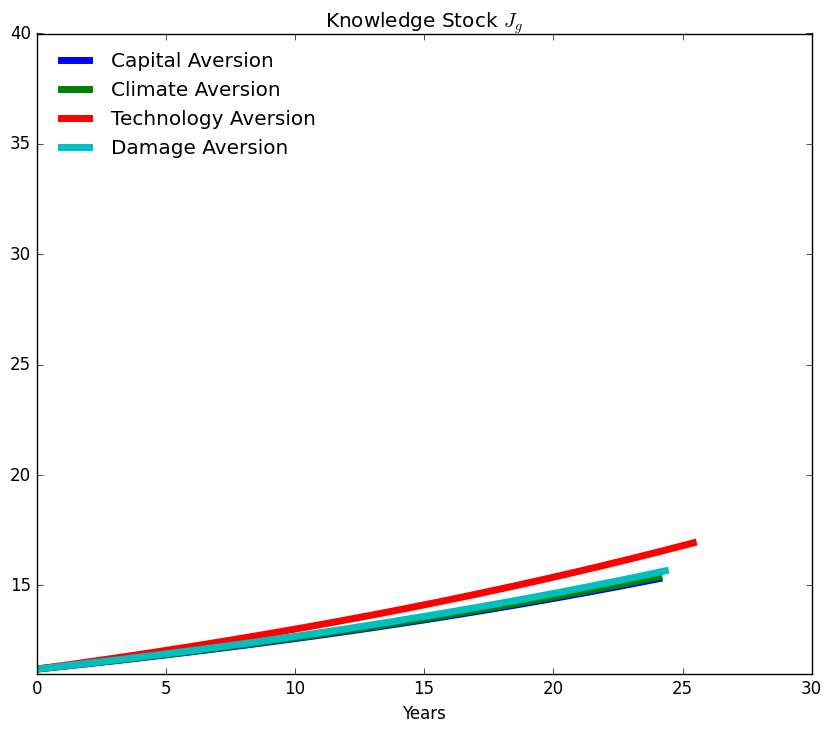 Knowledge Stock J_g
40
35
30
25
20
15
Capital Aversion
Climate Aversion
Technology Aversion
Damage Aversion
0 5 10 15 20 25 30
Years